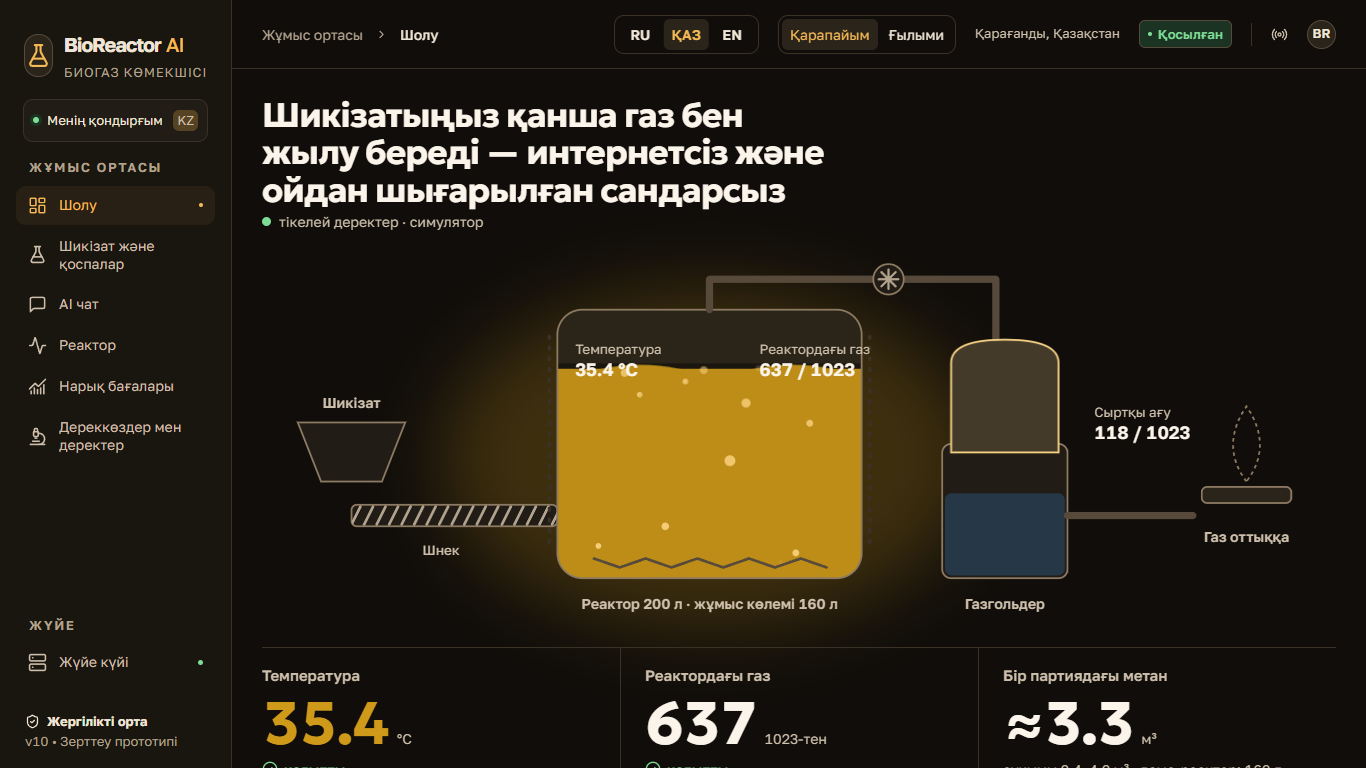 BioReactor AI
БИОГАЗ КӨМЕКШІСІ
Менің қондырғым KZ
ЖҰМЫС ОРТАСЫ
Шолу
Шикізат және
қоспалар
AI чат
Реактор
Нарық бағалары
Дереккөздер мен
деректер
ЖҮЙЕ
Жүйе күйі
Жергілікті орта
v10 • Зерттеу прототипі
Жұмыс ортасы > Шолу
RU ҚАЗ EN
Қарапайым Ғылыми
Қарағанды, Қазақстан
Қосылған
BR
Шикізатыңыз қанша газ бен
жылу береді — интернетсіз және
ойдан шығарылған сандарсыз
тікелей деректер · симулятор
Температура
35.4 °C
Реактордағы газ
637 / 1023
Шикізат
Шнек
Сыртқы ағу
118 / 1023
Газ оттыққа
Реактор 200 л · жұмыс көлемі 160 л
Газгольдер
Температура
35.4 °C
Реактордағы газ
637 1023-тен
Бір партиядағы метан
≈3.3 м³